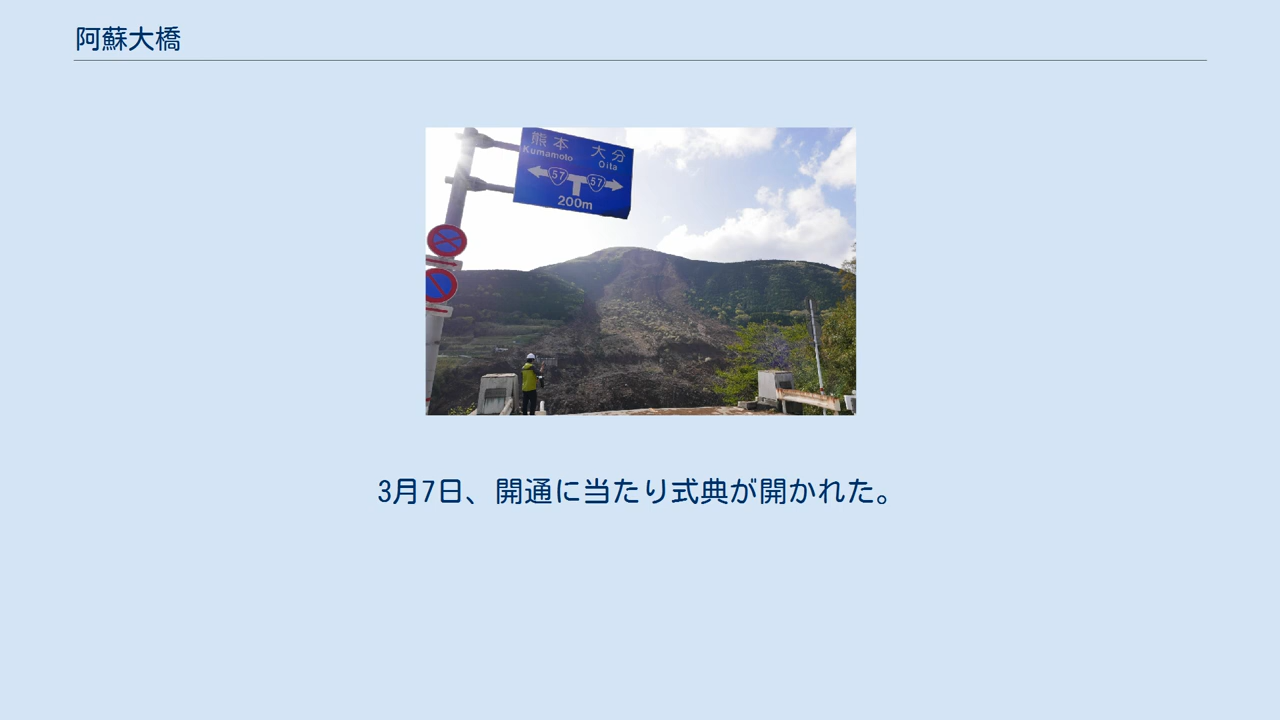 阿蘇大橋
熊本 大分
Kumamoto Oita
57 57
200m
3月7日、開通に当たり式典が開かれた。